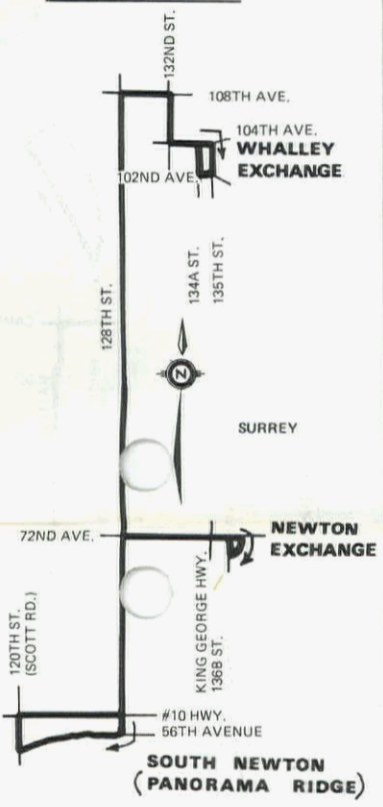 132ND ST.
108TH AVE.
104TH AVE.
WHALLEY
EXCHANGE
102ND AVE.
134A ST.
135TH ST.
128TH ST.
N
SURREY
72ND AVE.
NEWTON
EXCHANGE
KING GEORGE HWY.
136B ST.
120TH ST.
(SCOTT RD.)
#10 HWY.
56TH AVENUE
SOUTH NEWTON
(PANORAMA RIDGE)